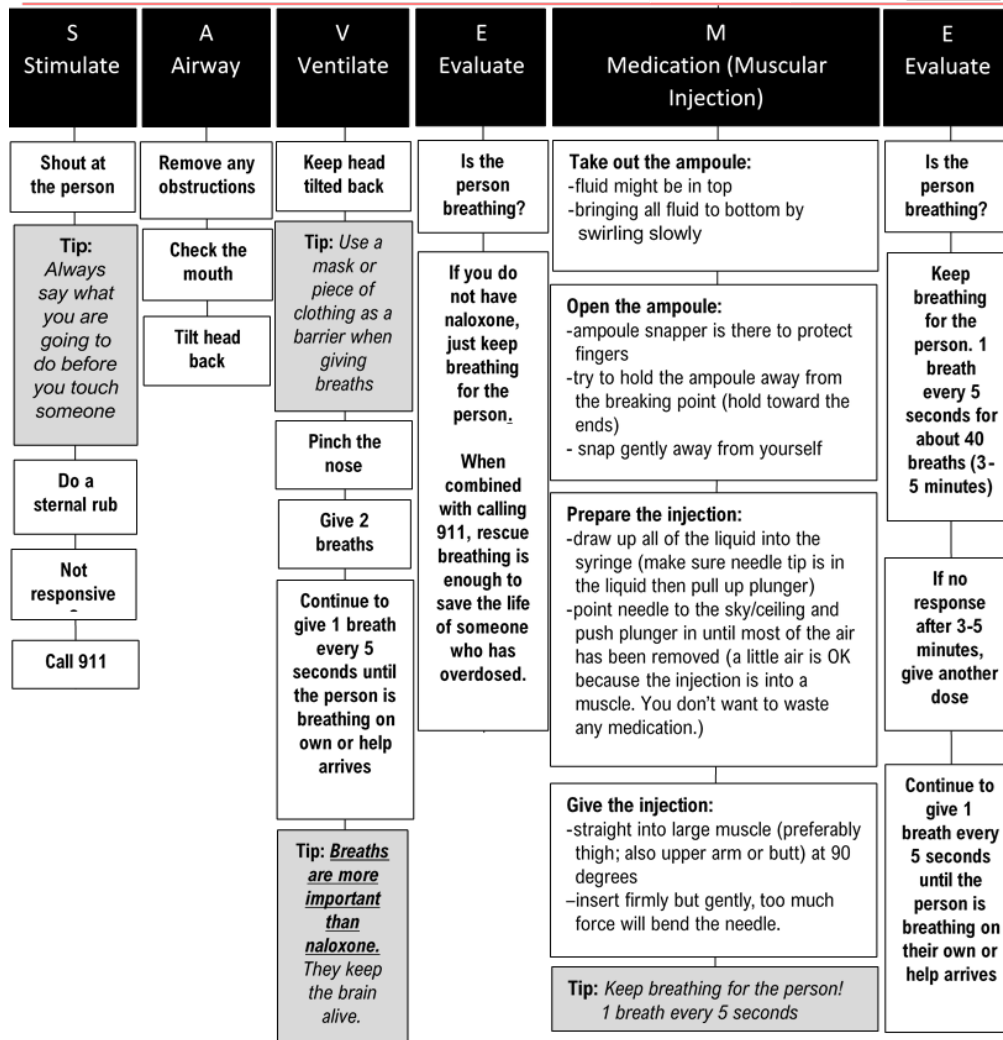 S
Stimulate
Shout at
the person
Tip:
Always
say what
you are
going to
do before
you touch
someone
Do a
sternal rub
Not
responsive
Call 911
A
Airway
Remove any
obstructions
Check the
mouth
Tilt head
back
V
Ventilate
Keep head
tilted back
Tip: Use a
mask or
piece of
clothing as a
barrier when
giving
breaths
Pinch the
nose
Give 2
breaths
Continue to
give 1 breath
every 5
seconds until
the person is
breathing on
own or help
arrives
Tip: Breaths
are more
important
than
naloxone.
They keep
the brain
alive.
E
Evaluate
Is the
person
breathing?
If you do
not have
naloxone,
just keep
breathing
for the
person.
When
combined
with calling
911, rescue
breathing is
enough to
save the life
of someone
who has
overdosed.
M
Medication (Muscular
Injection)
Take out the ampoule:
-fluid might be in top
-bringing all fluid to bottom by
swirling slowly
Open the ampoule:
-ampoule snapper is there to protect
fingers
-try to hold the ampoule away from
the breaking point (hold toward the
ends)
- snap gently away from yourself
Prepare the injection:
-draw up all of the liquid into the
syringe (make sure needle tip is in
the liquid then pull up plunger)
-point needle to the sky/ceiling and
push plunger in until most of the air
has been removed (a little air is OK
because the injection is into a
muscle. You don't want to waste
any medication.)
Give the injection:
-straight into large muscle (preferably
thigh; also upper arm or butt) at 90
degrees
–insert firmly but gently, too much
force will bend the needle.
Tip: Keep breathing for the person!
1 breath every 5 seconds
E
Evaluate
Is the
person
breathing?
Keep
breathing
for the
person. 1
breath
every 5
seconds for
about 40
breaths (3-
5 minutes)
If no
response
after 3-5
minutes,
give another
dose
Continue to
give 1
breath every
5 seconds
until the
person is
breathing on
their own or
help arrives